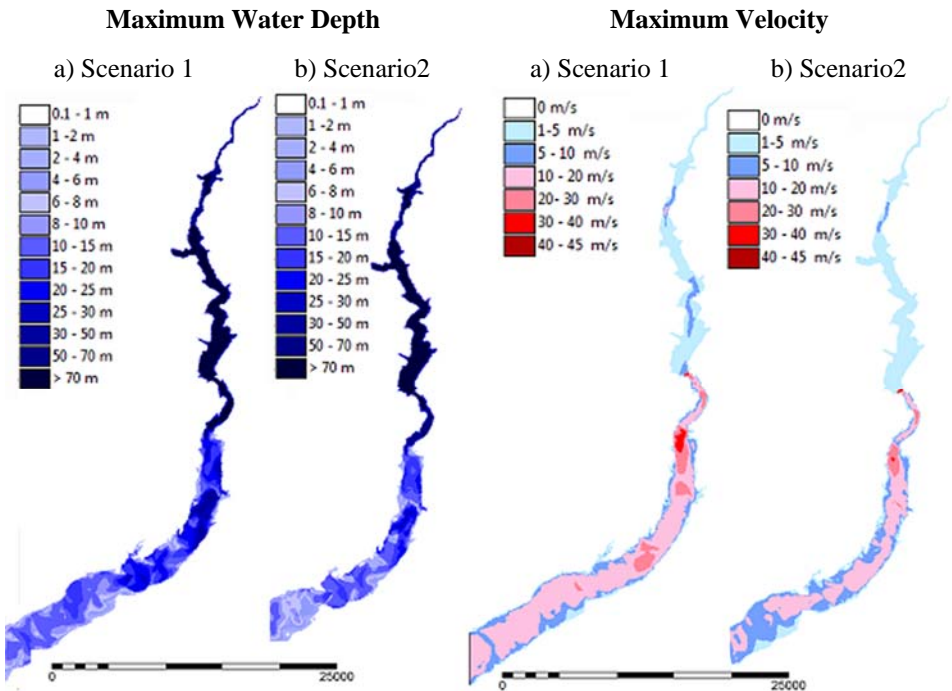 Maximum Water Depth
a) Scenario 1
b) Scenario2
0.1 - 1 m
1 -2 m
2 - 4 m
4 - 6 m
6 - 8 m
8 - 10 m
10 - 15 m
15 - 20 m
20 - 25 m
25 - 30 m
30 - 50 m
50 - 70 m
> 70 m
0.1 - 1 m
1 -2 m
2 - 4 m
4 - 6 m
6 - 8 m
8 - 10 m
10 - 15 m
15 - 20 m
20 - 25 m
25 - 30 m
30 - 50 m
50 - 70 m
> 70 m
25000
Maximum Velocity
a) Scenario 1
b) Scenario2
0 m/s
1-5 m/s
5 - 10 m/s
10 - 20 m/s
20- 30 m/s
30 - 40 m/s
40 - 45 m/s
0 m/s
1-5 m/s
5 - 10 m/s
10 - 20 m/s
20- 30 m/s
30 - 40 m/s
40 - 45 m/s
25000